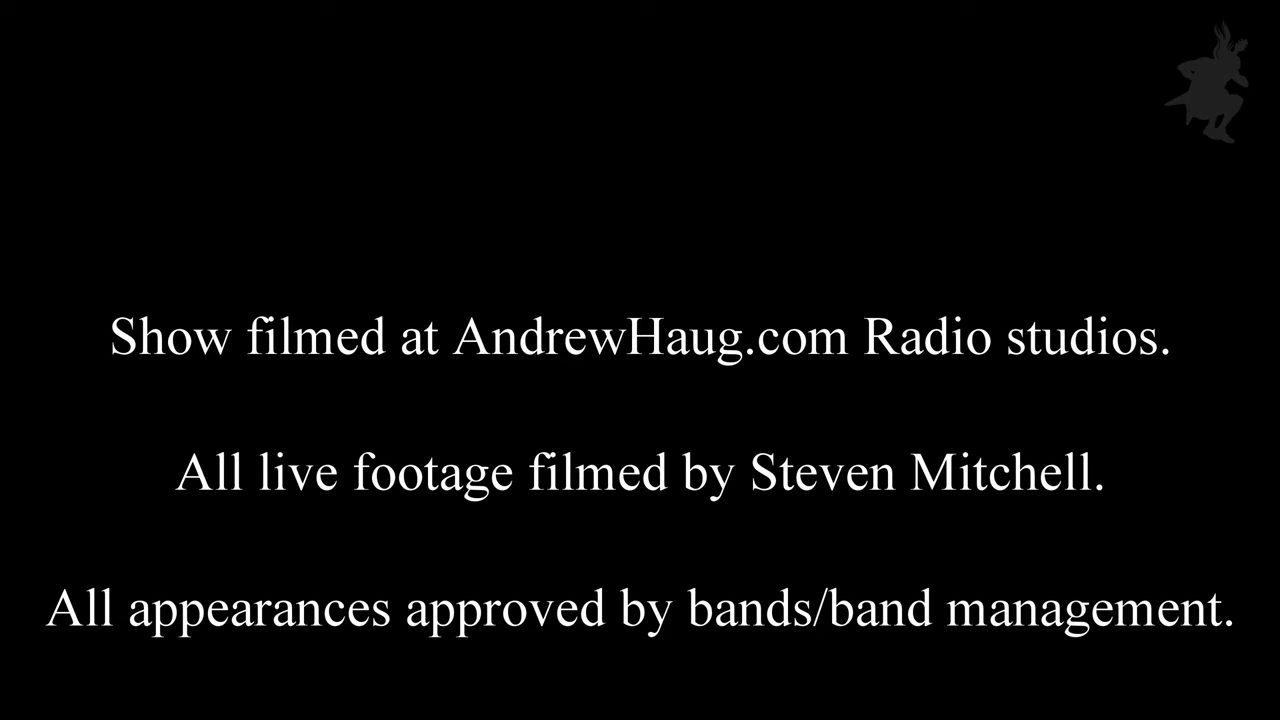 Show filmed at AndrewHaug.com Radio studios.
All live footage filmed by Steven Mitchell.
All appearances approved by bands/band management.